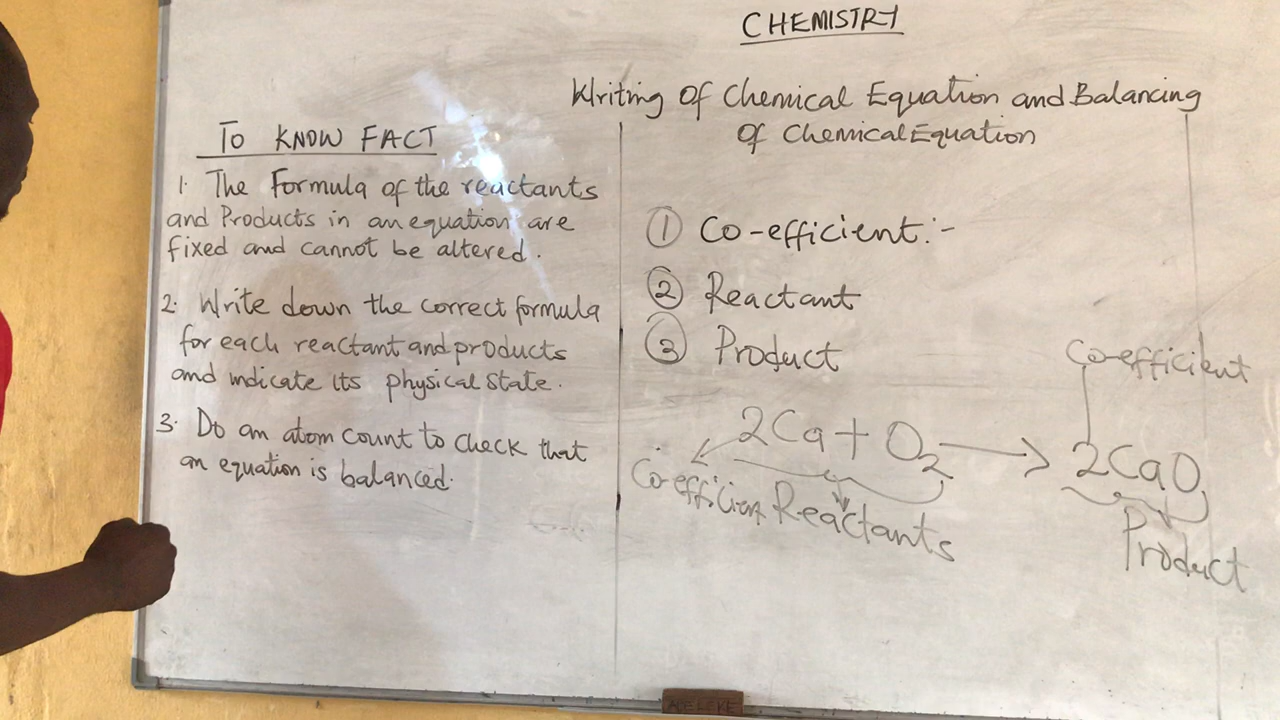 CHEMISTRY
Writing Of Chemical Equation and Balancing
Of Chemical Equation
TO KNOW FACT
1. The Formula of the reactants
and Products in an equation are
fixed and cannot be altered.
2. Write down the correct formula
for each reactant and products
and indicate its physical state.
3. Do an atom count to check that
an equation is balanced.
① Co-efficient:-
② Reactant
③ Product
Co-efficient
2Ca + O₂ → 2CaO
Co-efficient Reactants
Product